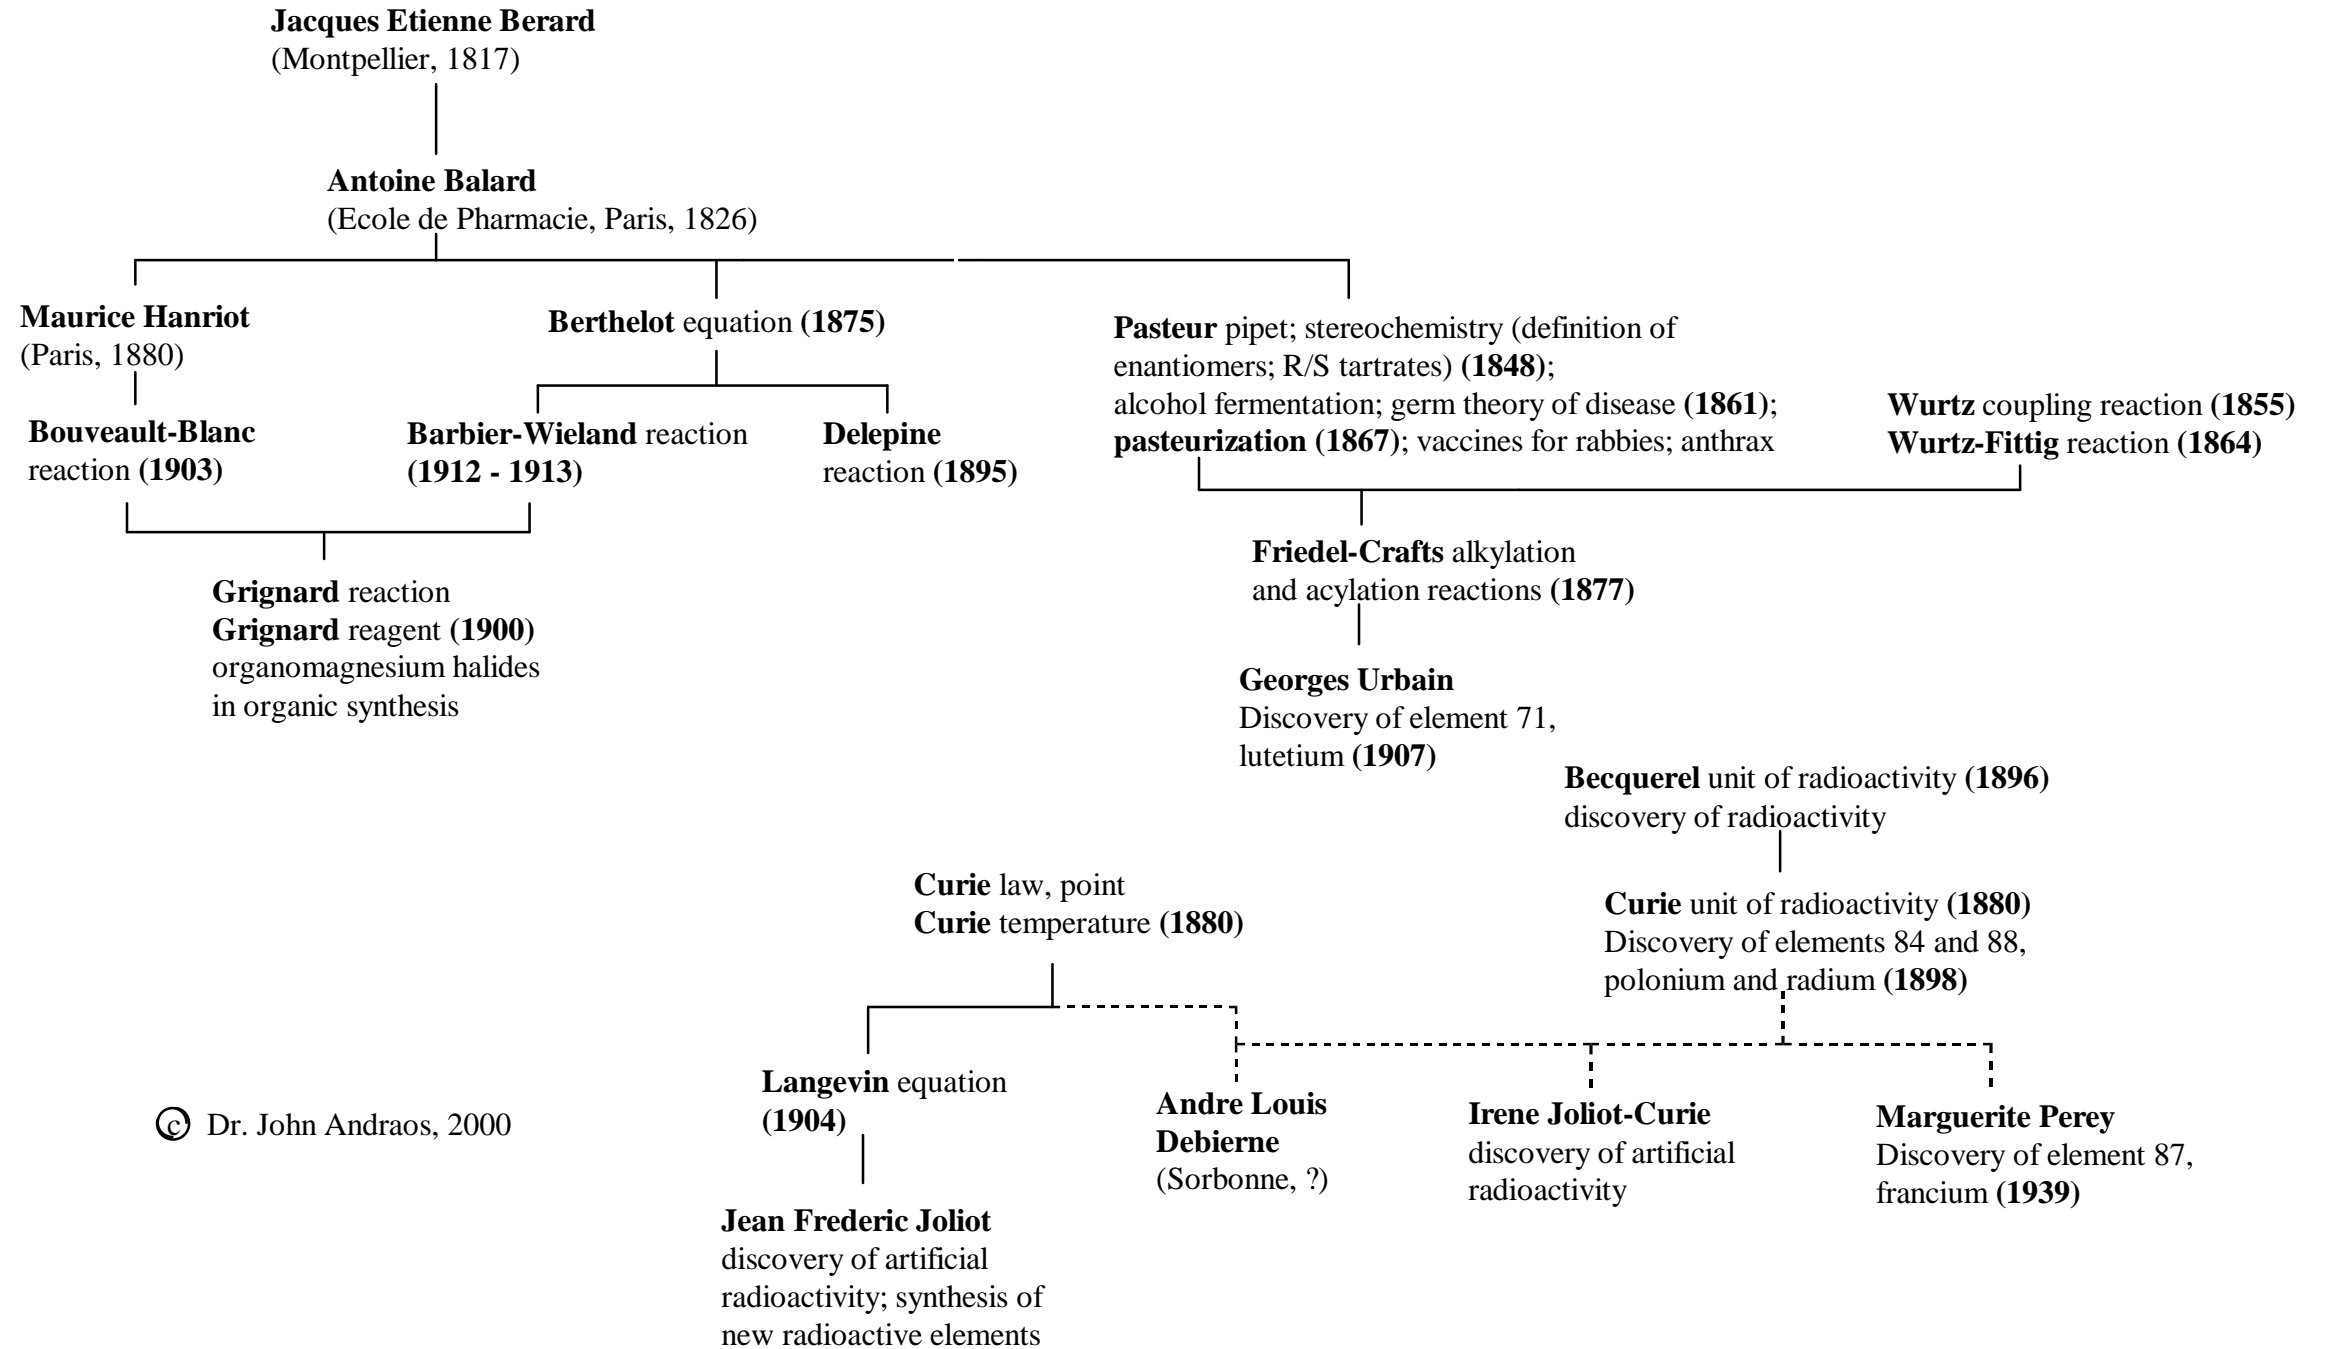 Jacques Etienne Berard
(Montpellier, 1817)
Antoine Balard
(Ecole de Pharmacie, Paris, 1826)
Maurice Hanriot
(Paris, 1880)
Berthelot equation (1875)
Pasteur pipet; stereochemistry (definition of
enantiomers; R/S tartrates) (1848);
alcohol fermentation; germ theory of disease (1861);
pasteurization (1867); vaccines for rabbies; anthrax
Wurtz coupling reaction (1855)
Wurtz-Fittig reaction (1864)
Bouveault-Blanc
reaction (1903)
Barbier-Wieland reaction
(1912 - 1913)
Delepine
reaction (1895)
Grignard reaction
Grignard reagent (1900)
organomagnesium halides
in organic synthesis
Friedel-Crafts alkylation
and acylation reactions (1877)
Georges Urbain
Discovery of element 71,
lutetium (1907)
Becquerel unit of radioactivity (1896)
discovery of radioactivity
Curie law, point
Curie temperature (1880)
Curie unit of radioactivity (1880)
Discovery of elements 84 and 88,
polonium and radium (1898)
Langevin equation
(1904)
Andre Louis
Debierne
(Sorbonne, ?)
Irene Joliot-Curie
discovery of artificial
radioactivity
Marguerite Perey
Discovery of element 87,
francium (1939)
© Dr. John Andraos, 2000
Jean Frederic Joliot
discovery of artificial
radioactivity; synthesis of
new radioactive elements